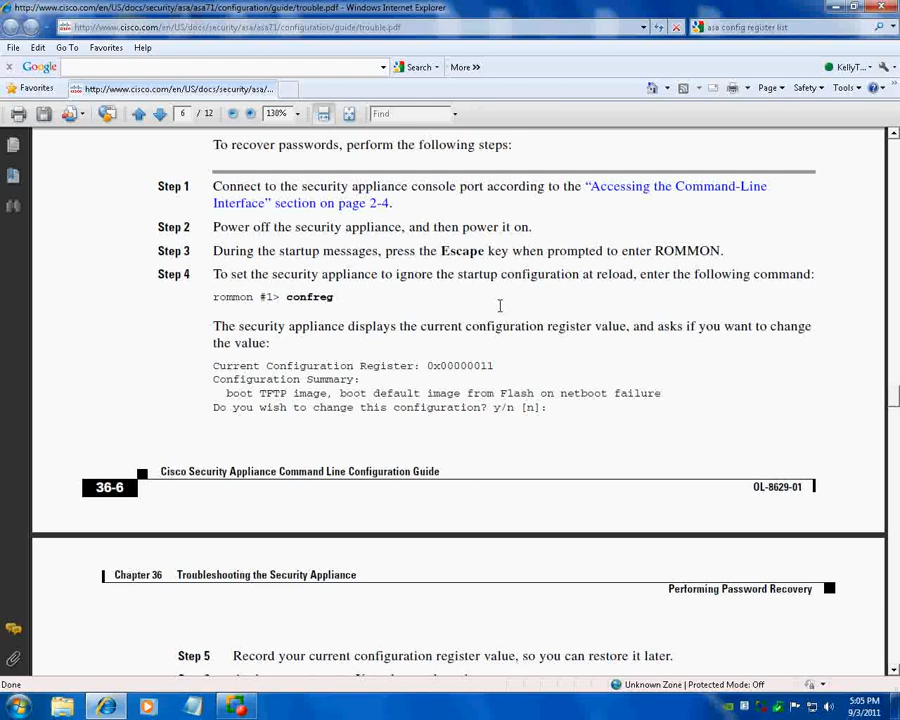 http://www.cisco.com/en/US/docs/security/asa/asa71/configuration/guide/trouble.pdf - Windows Internet Explorer
http://www.cisco.com/en/US/docs/security/asa/asa71/configuration/guide/trouble.pdf
asa config register list
File Edit Go To Favorites Help
Google Search More »
KellyT...
Favorites http://www.cisco.com/en/US/docs/security/asa/... Page Safety Tools
6 / 12 130% Find
To recover passwords, perform the following steps:
Step 1 Connect to the security appliance console port according to the “Accessing the Command-Line
Interface” section on page 2-4.
Step 2 Power off the security appliance, and then power it on.
Step 3 During the startup messages, press the Escape key when prompted to enter ROMMON.
Step 4 To set the security appliance to ignore the startup configuration at reload, enter the following command:
rommon #1> confreg
The security appliance displays the current configuration register value, and asks if you want to change
the value:
Current Configuration Register: 0x00000011
Configuration Summary:
boot TFTP image, boot default image from Flash on netboot failure
Do you wish to change this configuration? y/n [n]:
Cisco Security Appliance Command Line Configuration Guide
36-6
OL-8629-01
Chapter 36 Troubleshooting the Security Appliance
Performing Password Recovery
Step 5 Record your current configuration register value, so you can restore it later.
Done
Unknown Zone | Protected Mode: Off
5:05 PM
9/3/2011